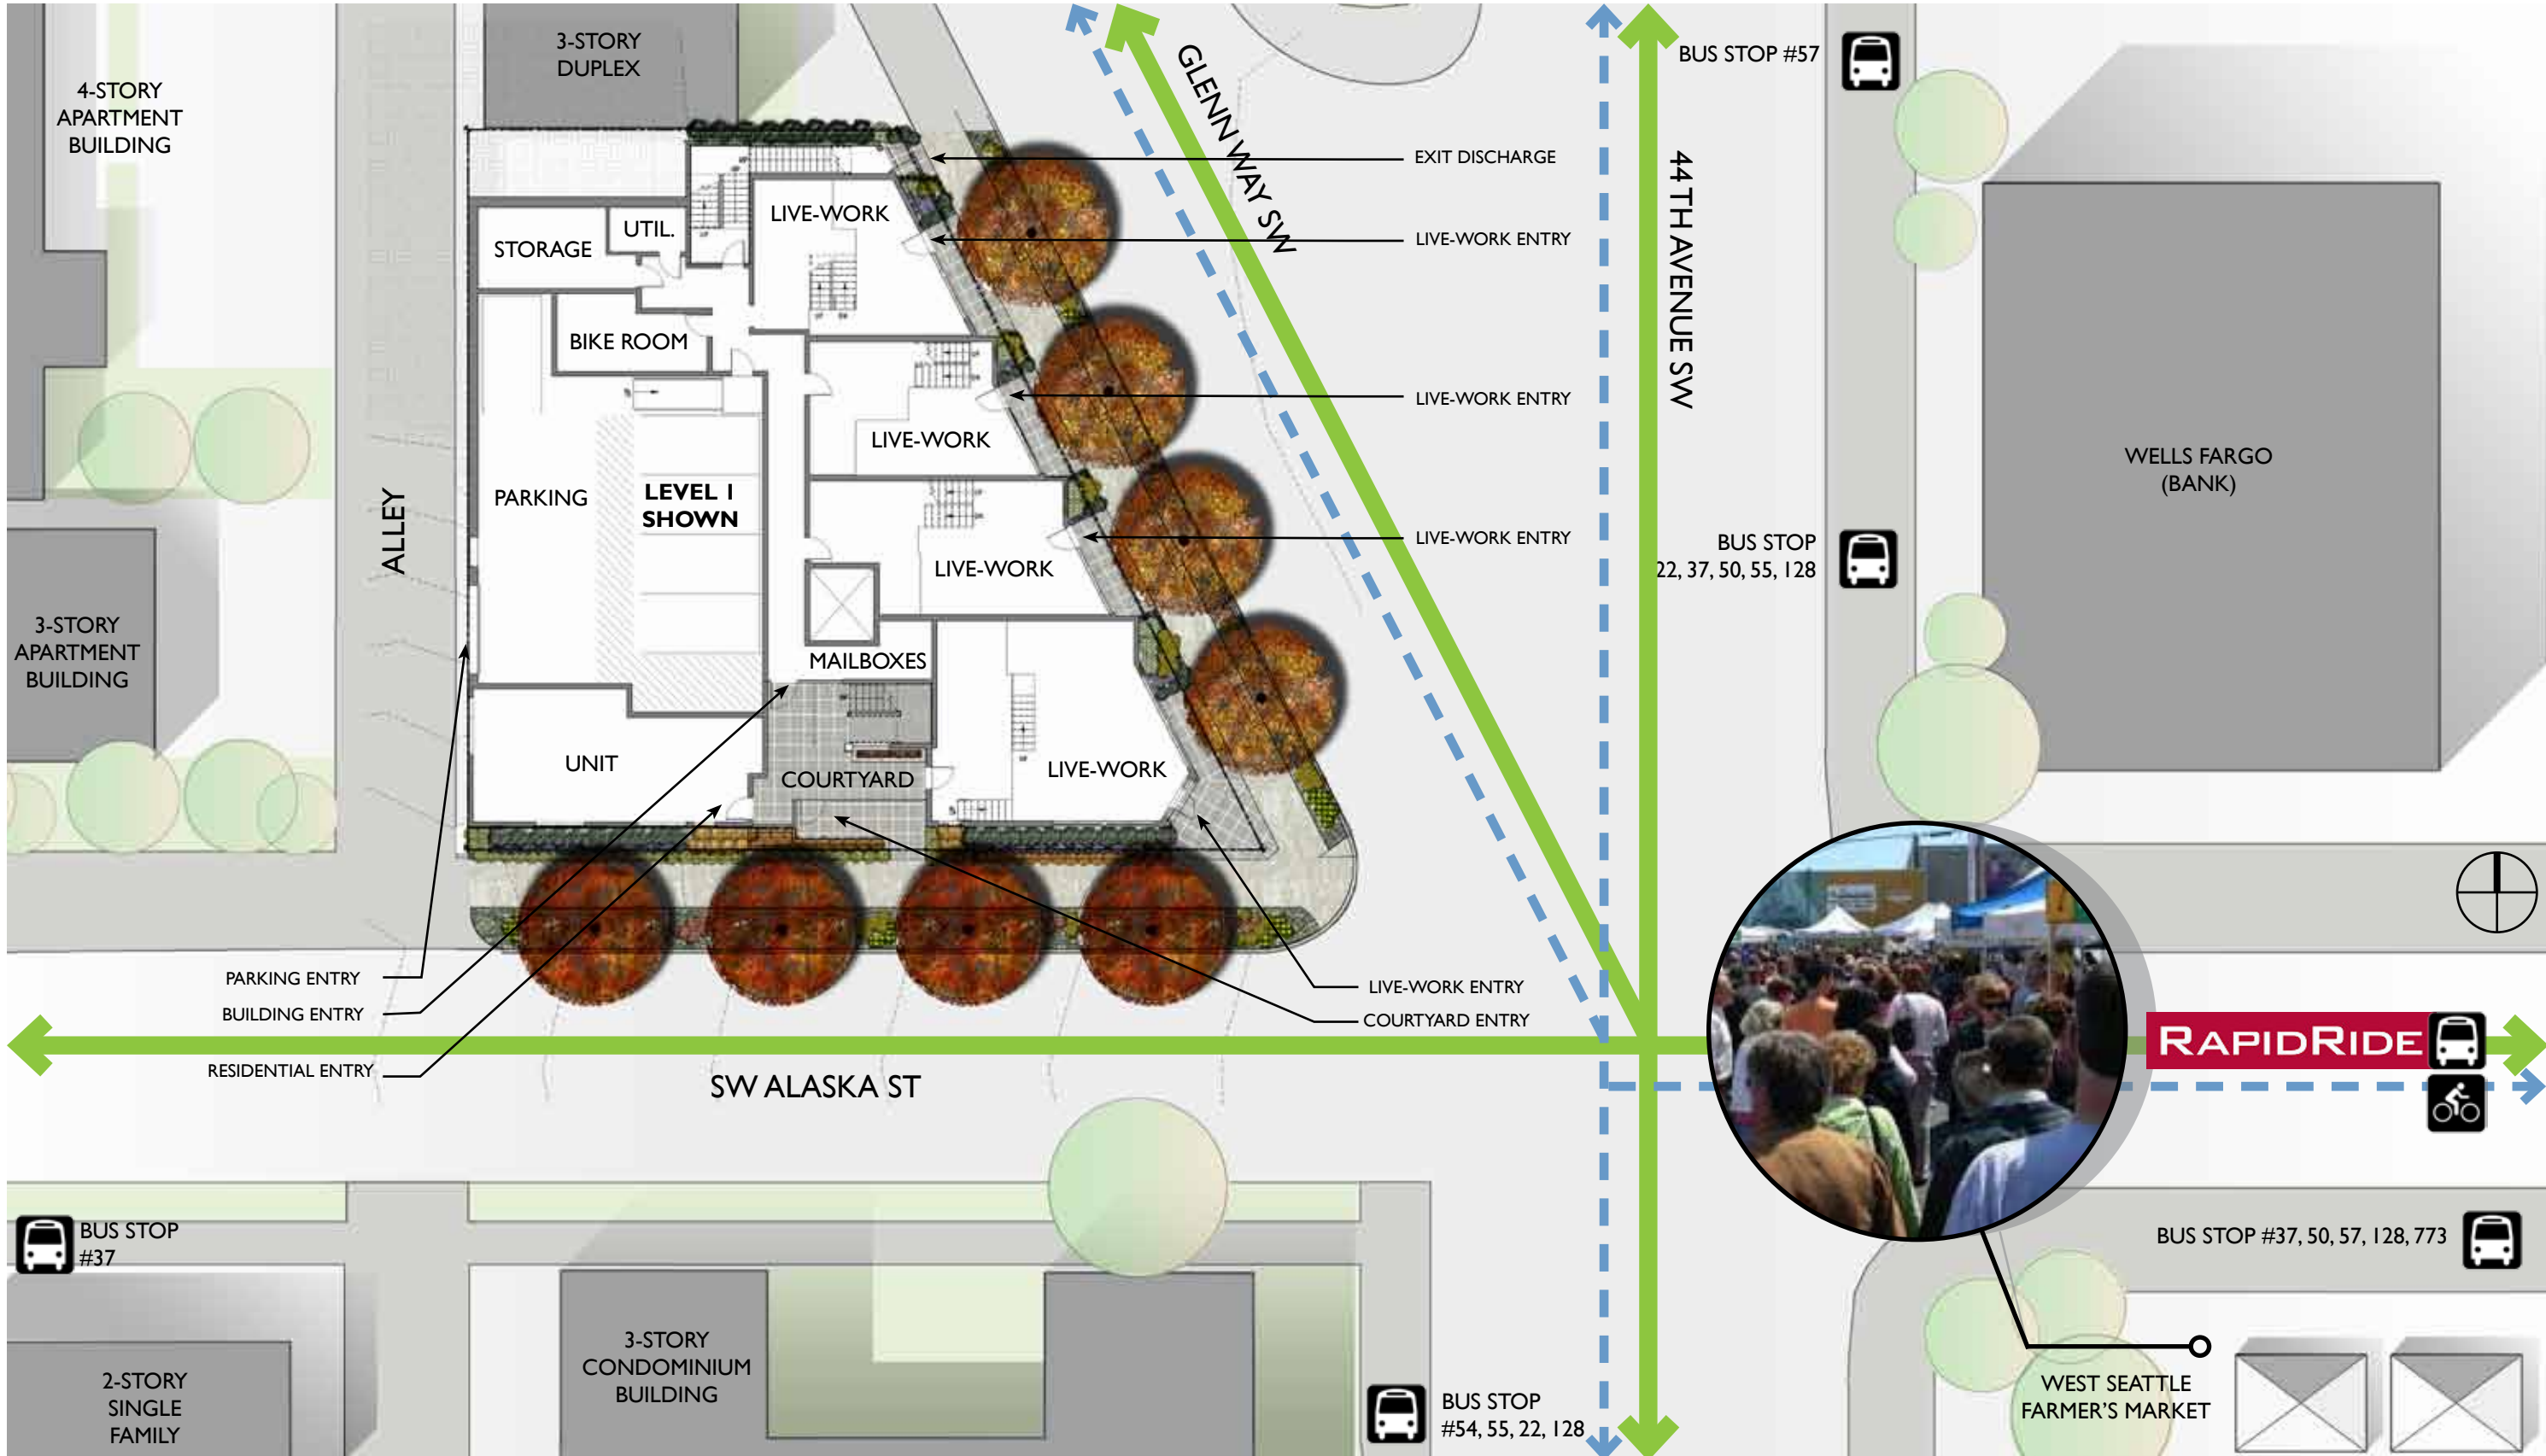 3-STORY
DUPLEX
4-STORY
APARTMENT
BUILDING
GLENN WAY SW
44TH AVENUE SW
BUS STOP #57
EXIT DISCHARGE
LIVE-WORK
UTIL.
STORAGE
LIVE-WORK ENTRY
BIKE ROOM
LIVE-WORK ENTRY
LIVE-WORK
WELLS FARGO
(BANK)
PARKING
LEVEL 1
SHOWN
ALLEY
LIVE-WORK ENTRY
LIVE-WORK
BUS STOP
22, 37, 50, 55, 128
3-STORY
APARTMENT
BUILDING
MAILBOXES
UNIT
COURTYARD
LIVE-WORK
PARKING ENTRY
BUILDING ENTRY
RESIDENTIAL ENTRY
LIVE-WORK ENTRY
COURTYARD ENTRY
RAPIDRIDE
SW ALASKA ST
BUS STOP
#37
BUS STOP #37, 50, 57, 128, 773
2-STORY
SINGLE
FAMILY
3-STORY
CONDOMINIUM
BUILDING
BUS STOP
#54, 55, 22, 128
WEST SEATTLE
FARMER'S MARKET